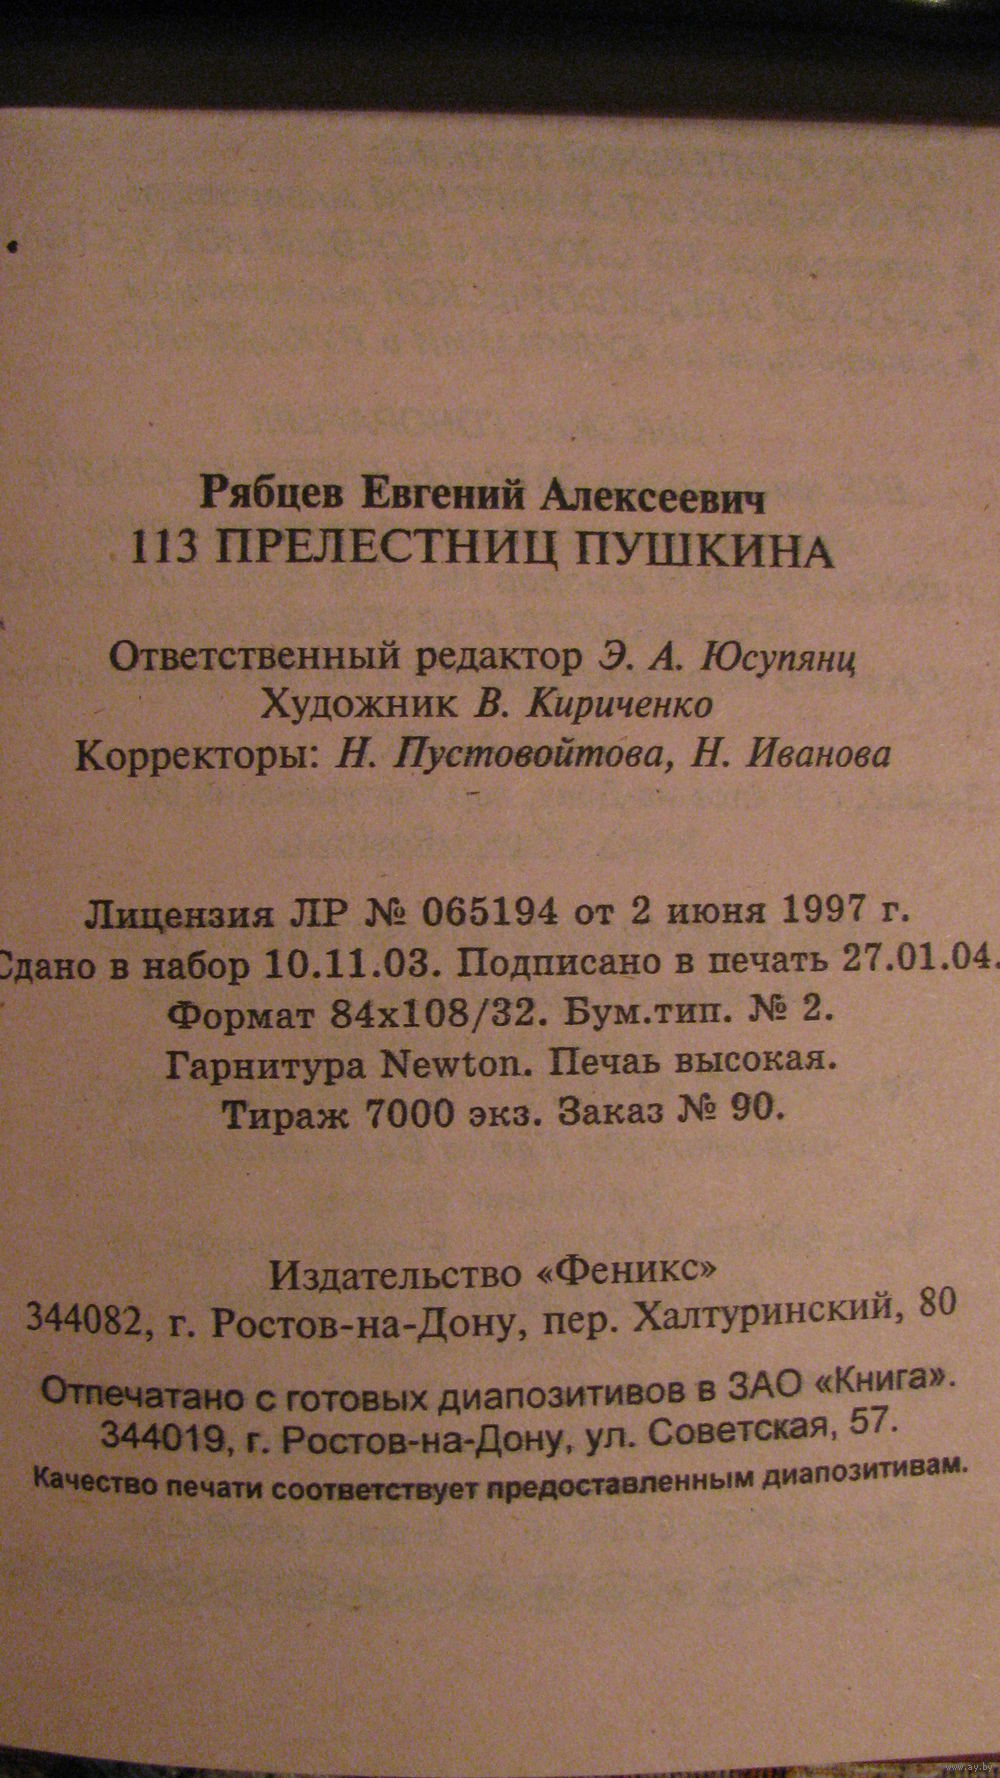 Рябцев Евгений Алексеевич
113 ПРЕЛЕСТНИЦ ПУШКИНА
Ответственный редактор Э. А. Юсупянц
Художник В. Кириченко
Корректоры: Н. Пустовойтова, Н. Иванова
Лицензия ЛР № 065194 от 2 июня 1997 г.
Сдано в набор 10.11.03. Подписано в печать 27.01.04.
Формат 84х108/32. Бум.тип. № 2.
Гарнитура Newton. Печаь высокая.
Тираж 7000 экз. Заказ № 90.
Издательство «Феникс»
344082, г. Ростов-на-Дону, пер. Халтуринский, 80
Отпечатано с готовых диапозитивов в ЗАО «Книга».
344019, г. Ростов-на-Дону, ул. Советская, 57.
Качество печати соответствует предоставленным диапозитивам.
www.ay.by